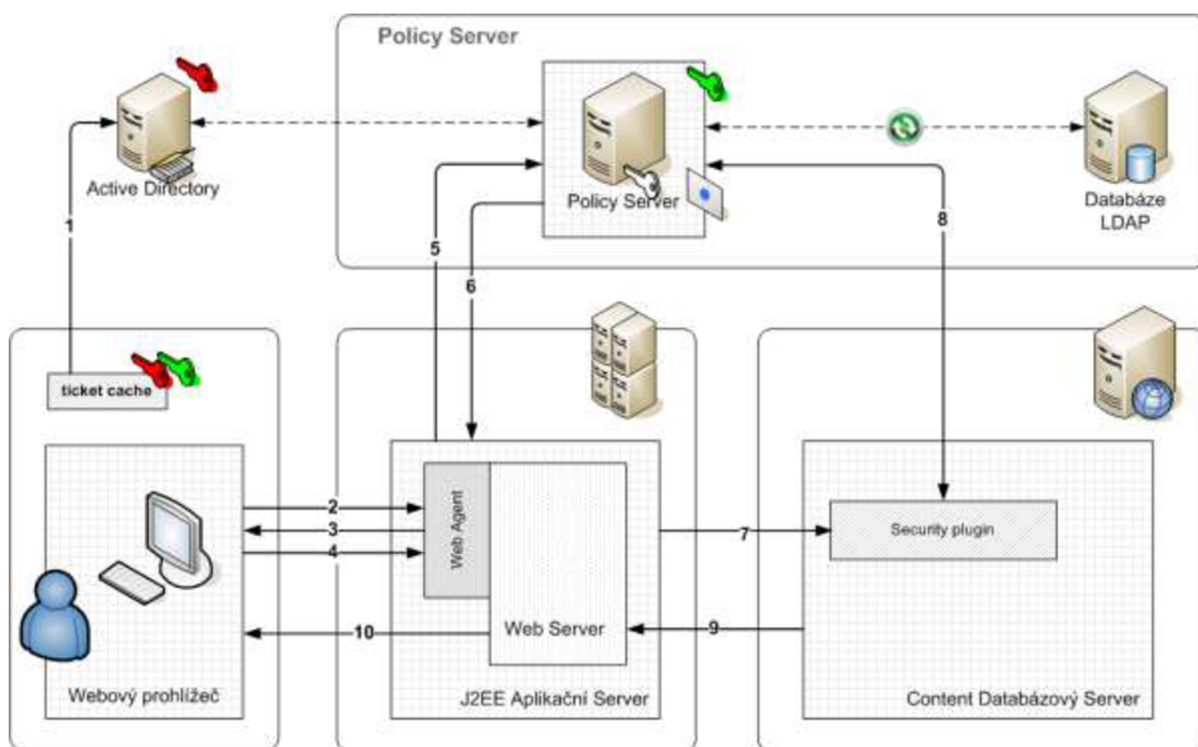 Policy Server
Active Directory
Policy Server
Databáze
LDAP
1
5
6
8
ticket cache
2
3
4
Web Agent
7
Security plugin
Web Server
10
9
Webový prohlížeč
J2EE Aplikační Server
Content Databázový Server